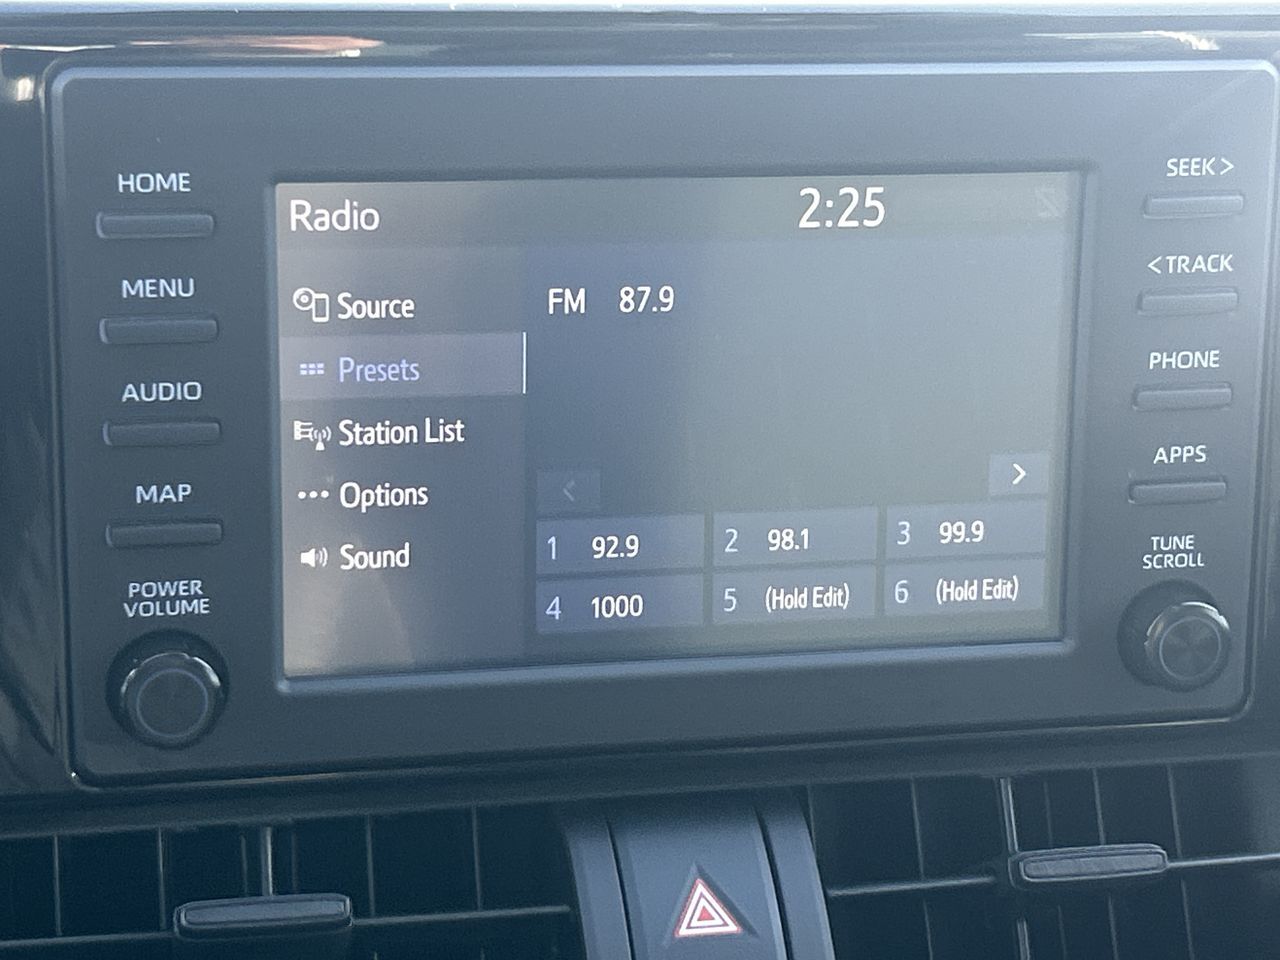 HOME
MENU
AUDIO
MAP
POWER
VOLUME
Radio
2:25
Source
Presets
Station List
Options
Sound
FM 87.9
<
>
1 92.9
2 98.1
3 99.9
4 1000
5 (Hold Edit)
6 (Hold Edit)
SEEK >
< TRACK
PHONE
APPS
TUNE
SCROLL